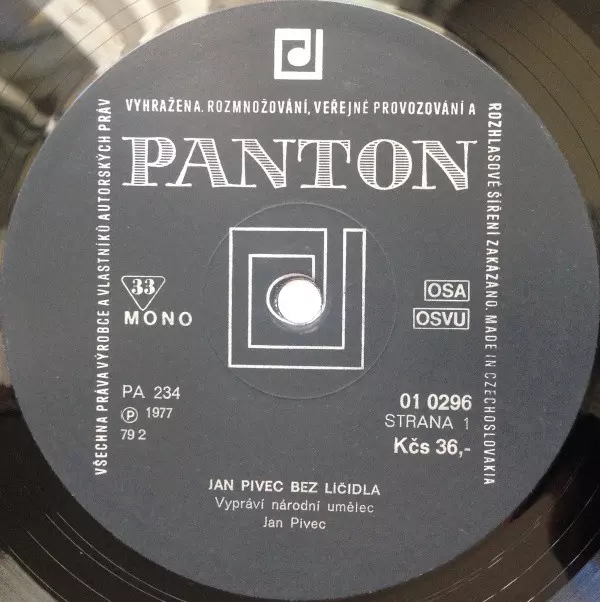 VŠECHNA PRÁVA VÝROBCE A VLASTNÍKŮ AUTORSKÝCH PRÁV
VYHRAŽENA. ROZMNOŽOVÁNÍ, VEŘEJNÉ PROVOZOVÁNÍ A
ROZHLASOVÉ ŠÍŘENÍ ZAKÁZÁNO. MADE IN CZECHOSLOVAKIA
PANTON
33
MONO
OSA
OSVU
PA 234
℗ 1977
79 2
01 0296
STRANA 1
Kčs 36,-
JAN PIVEC BEZ LÍČIDLA
Vypráví národní umělec
Jan Pivec